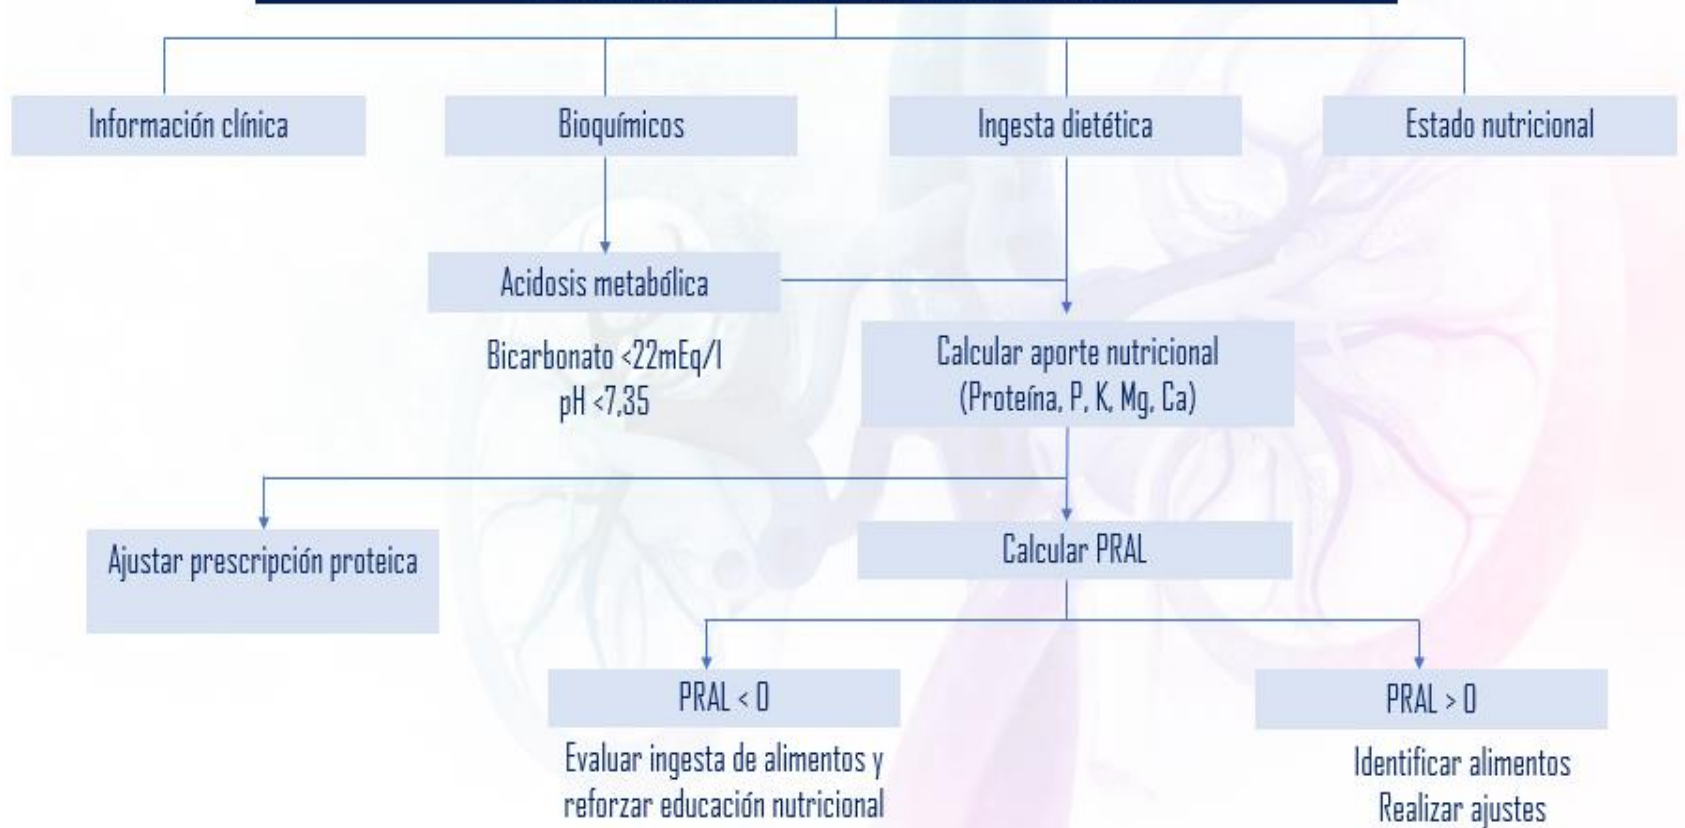 Información clínica
Bioquímicos
Ingesta dietética
Estado nutricional
Acidosis metabólica
Bicarbonato <22mEq/l
pH <7,35
Calcular aporte nutricional
(Proteína, P, K, Mg, Ca)
Ajustar prescripción proteica
Calcular PRAL
PRAL < 0
Evaluar ingesta de alimentos y
reforzar educación nutricional
PRAL > 0
Identificar alimentos
Realizar ajustes